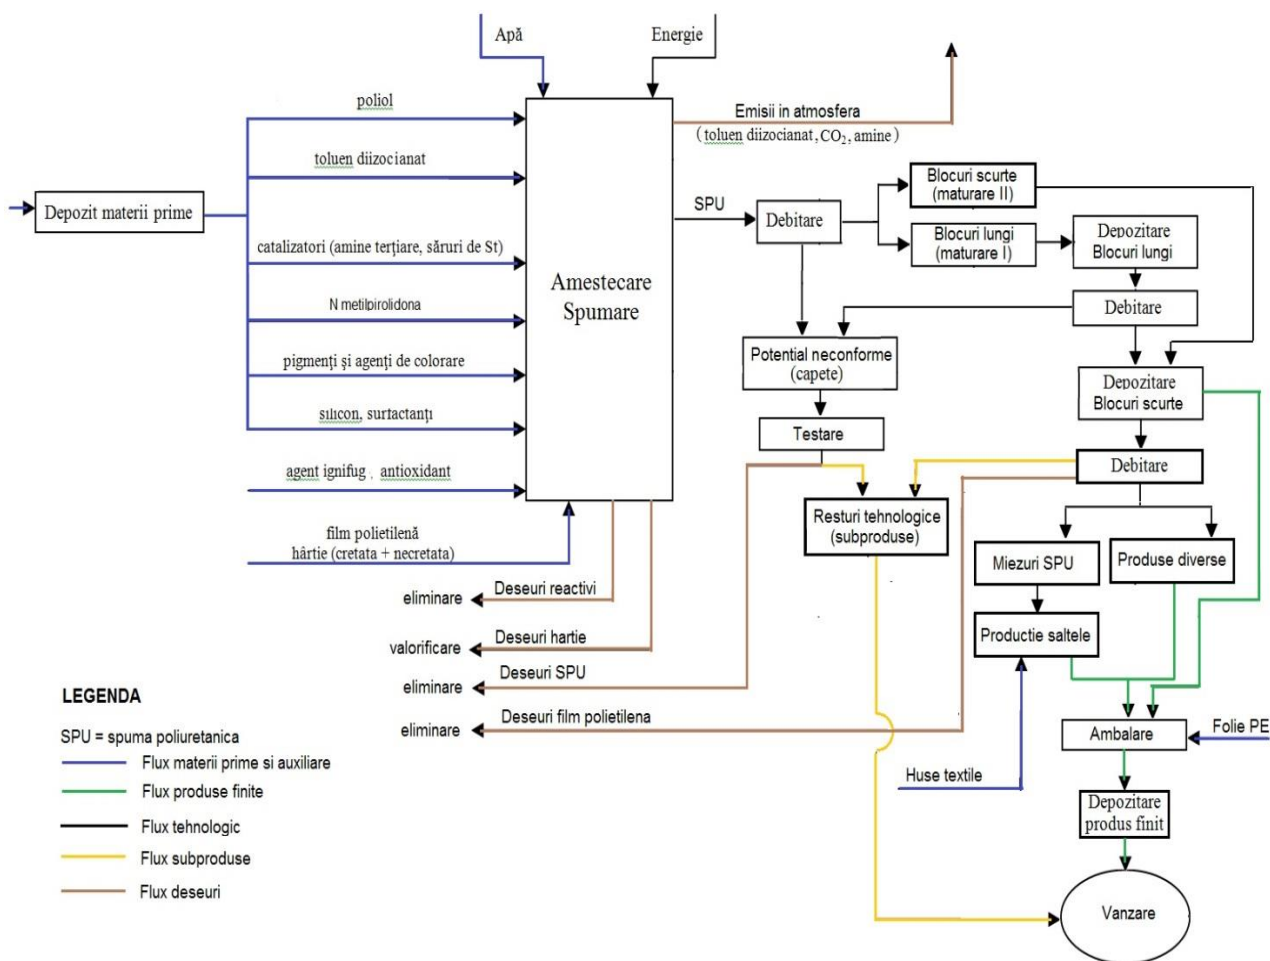 Apă
Energie
poliol
Emisii in atmosfera
(toluen diizocianat, CO₂, amine)
toluen diizocianat
Depozit materii prime
SPU
Debitare
Blocuri scurte
(maturare II)
Blocuri lungi
(maturare I)
Depozitare
Blocuri lungi
catalizatori (amine terțiare, săruri de St)
Amestecare
Spumare
N metilpirolidona
Debitare
pigmenți și agenți de colorare
Potential neconforme
(capete)
Depozitare
Blocuri scurte
silicon, surfactanți
Testare
agent ignifug, antioxidant
Debitare
Resturi tehnologice
(subproduse)
film polietilenă
hârtie (cretata + necretata)
Miezuri SPU
Produse diverse
Deseuri reactivi
eliminare
Productie saltele
Deseuri hartie
valorificare
Deseuri SPU
eliminare
Deseuri film polietilena
eliminare
Ambalare
Folie PE
Huse textile
Depozitare
produs finit
Vanzare
LEGENDA
SPU = spuma poliuretanica
Flux materii prime si auxiliare
Flux produse finite
Flux tehnologic
Flux subproduse
Flux deseuri